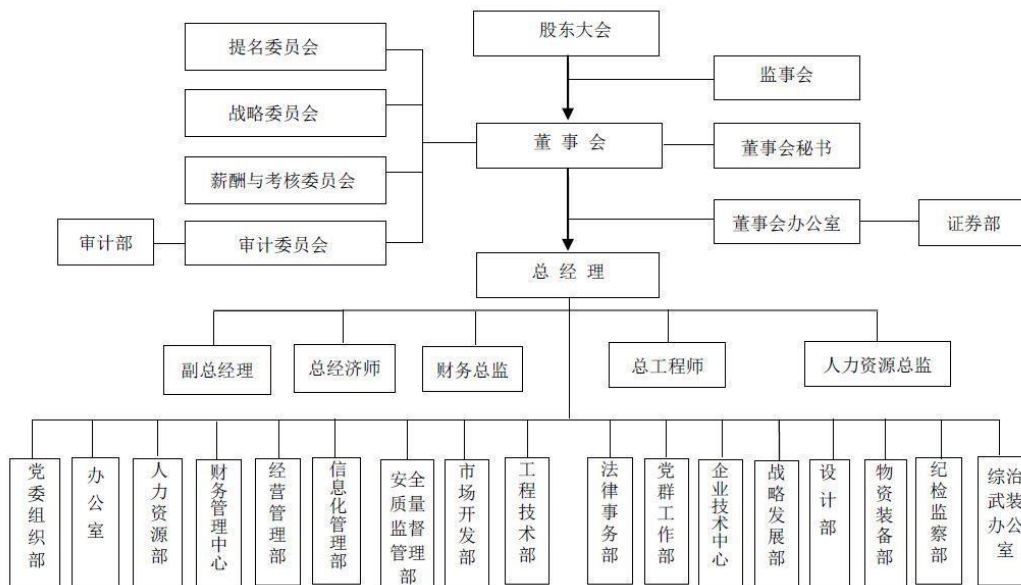 股东大会
提名委员会
监事会
战略委员会
董 事 会
董事会秘书
薪酬与考核委员会
审计部
审计委员会
董事会办公室
证券部
总 经 理
副总经理
总经济师
财务总监
总工程师
人力资源总监
党委组织部
办公室
人力资源部
财务管理中心
经营管理部
信息化管理部
安全
质量
监督
管理
部
市场开发部
工程技术部
法律事务部
党群工作部
企业技术中心
战略发展部
设计部
物资装备部
纪检监察部
综治
武装
办公
室